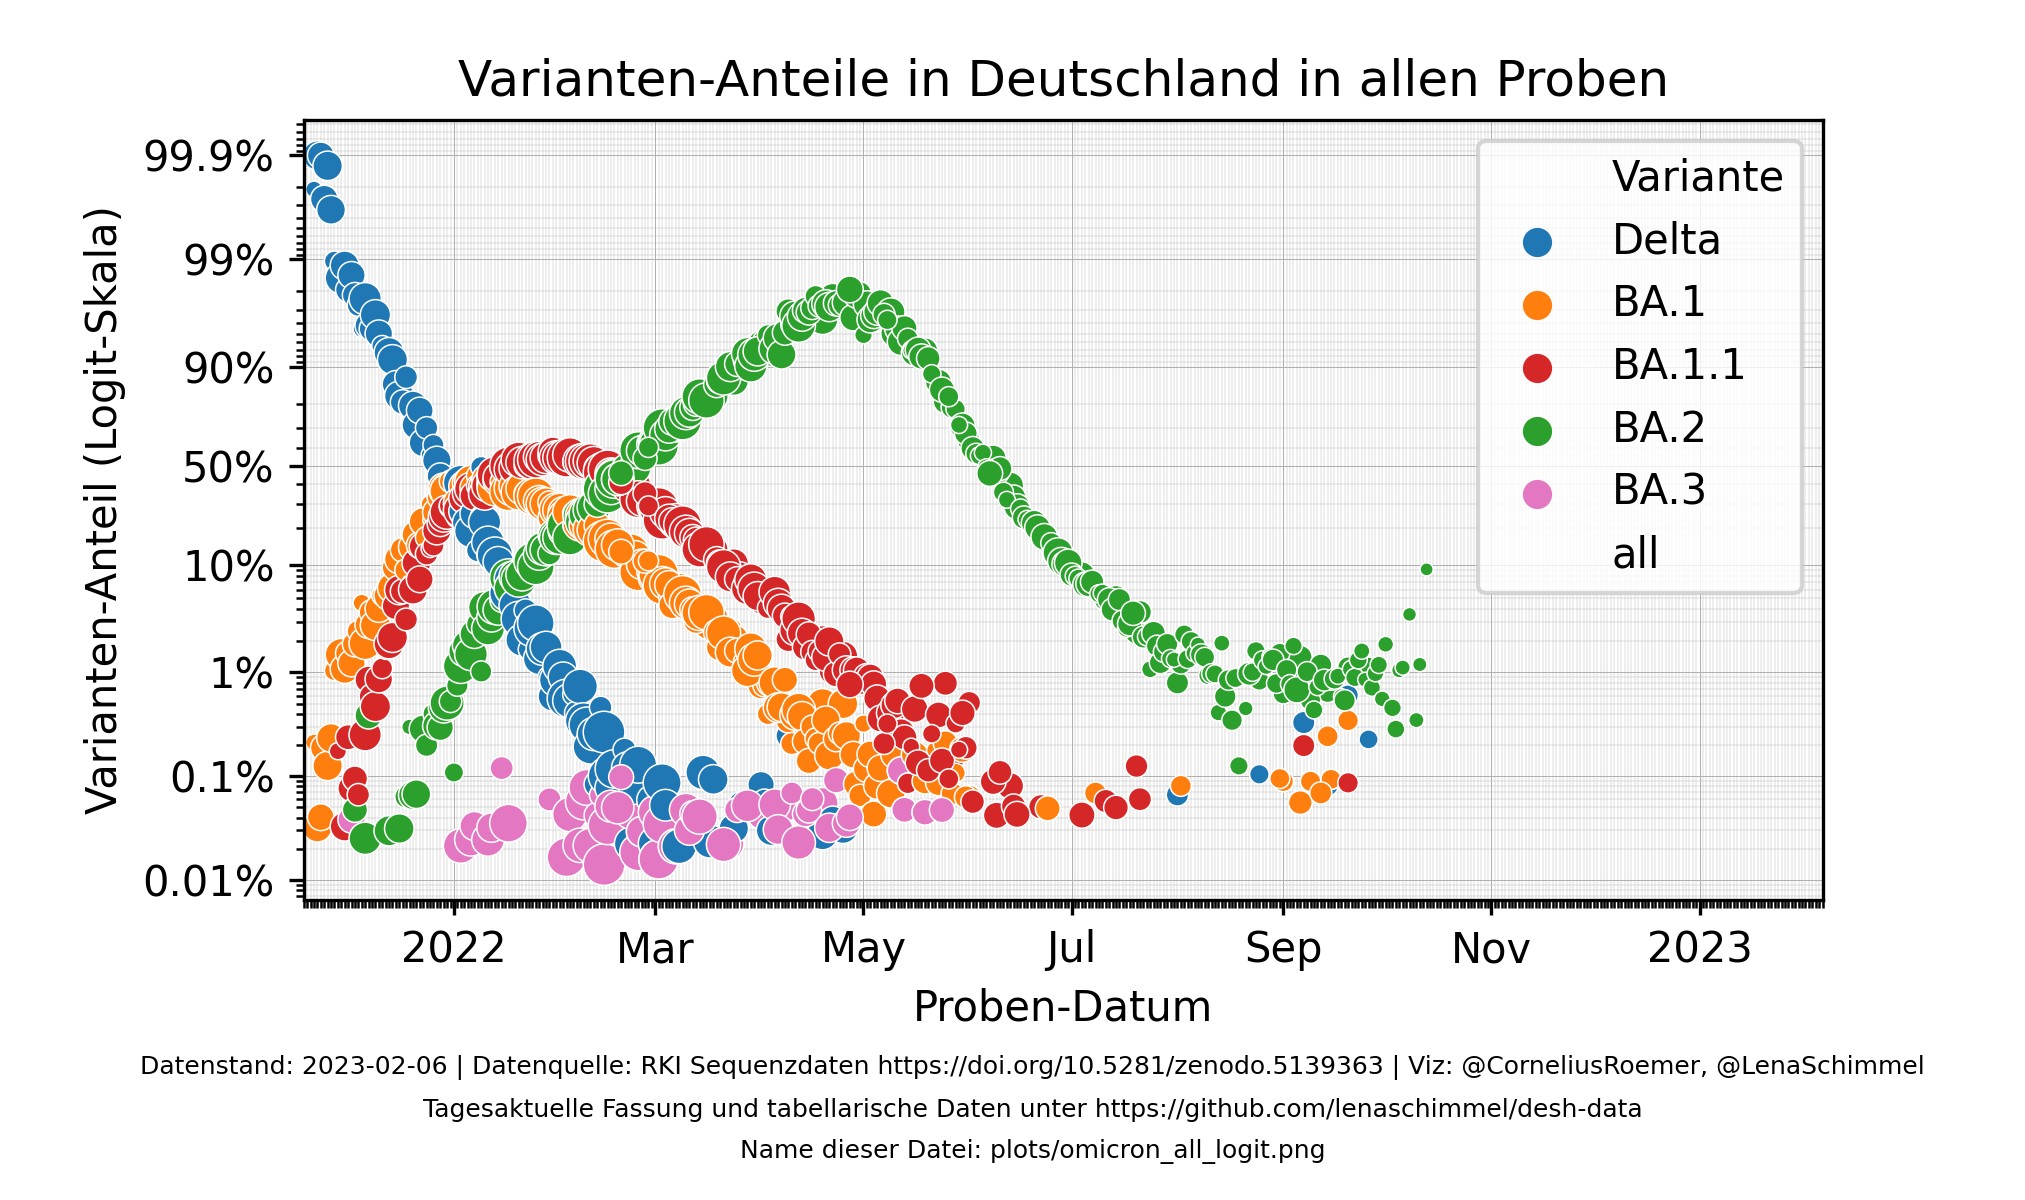 Varianten-Anteile in Deutschland in allen Proben
Varianten-Anteil (Logit-Skala)
99.9%
99%
90%
50%
10%
1%
0.1%
0.01%
Variante
Delta
BA.1
BA.1.1
BA.2
BA.3
all
2022
Mar
May
Jul
Sep
Nov
2023
Proben-Datum
Datenstand: 2023-02-06 | Datenquelle: RKI Sequenzdaten https://doi.org/10.5281/zenodo.5139363 | Viz: @CorneliusRoemer, @LenaSchimmel
Tagesaktuelle Fassung und tabellarische Daten unter https://github.com/lenaschimmel/desh-data
Name dieser Datei: plots/omicron_all_logit.png